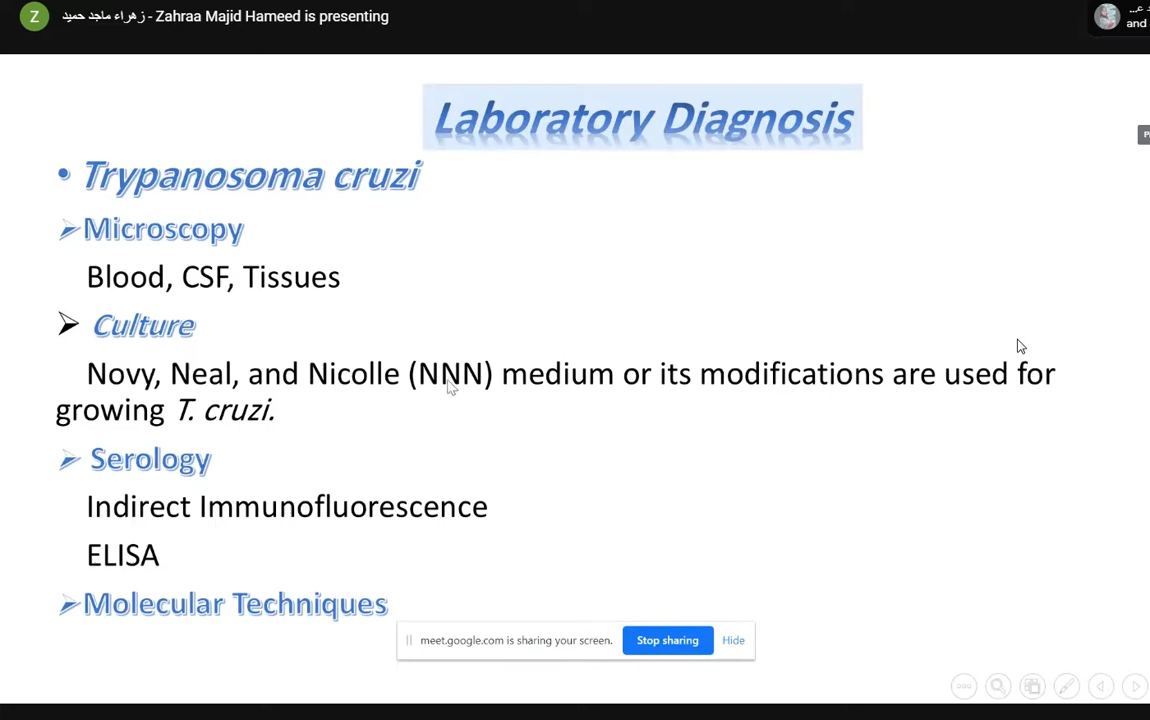 Z
زهراء ماجد حميد - Zahraa Majid Hameed is presenting
and
Laboratory Diagnosis
• Trypanosoma cruzi
➢Microscopy
Blood, CSF, Tissues
➢ Culture
Novy, Neal, and Nicolle (NNN) medium or its modifications are used for
growing T. cruzi.
➢ Serology
Indirect Immunofluorescence
ELISA
➢Molecular Techniques
meet.google.com is sharing your screen. Stop sharing Hide